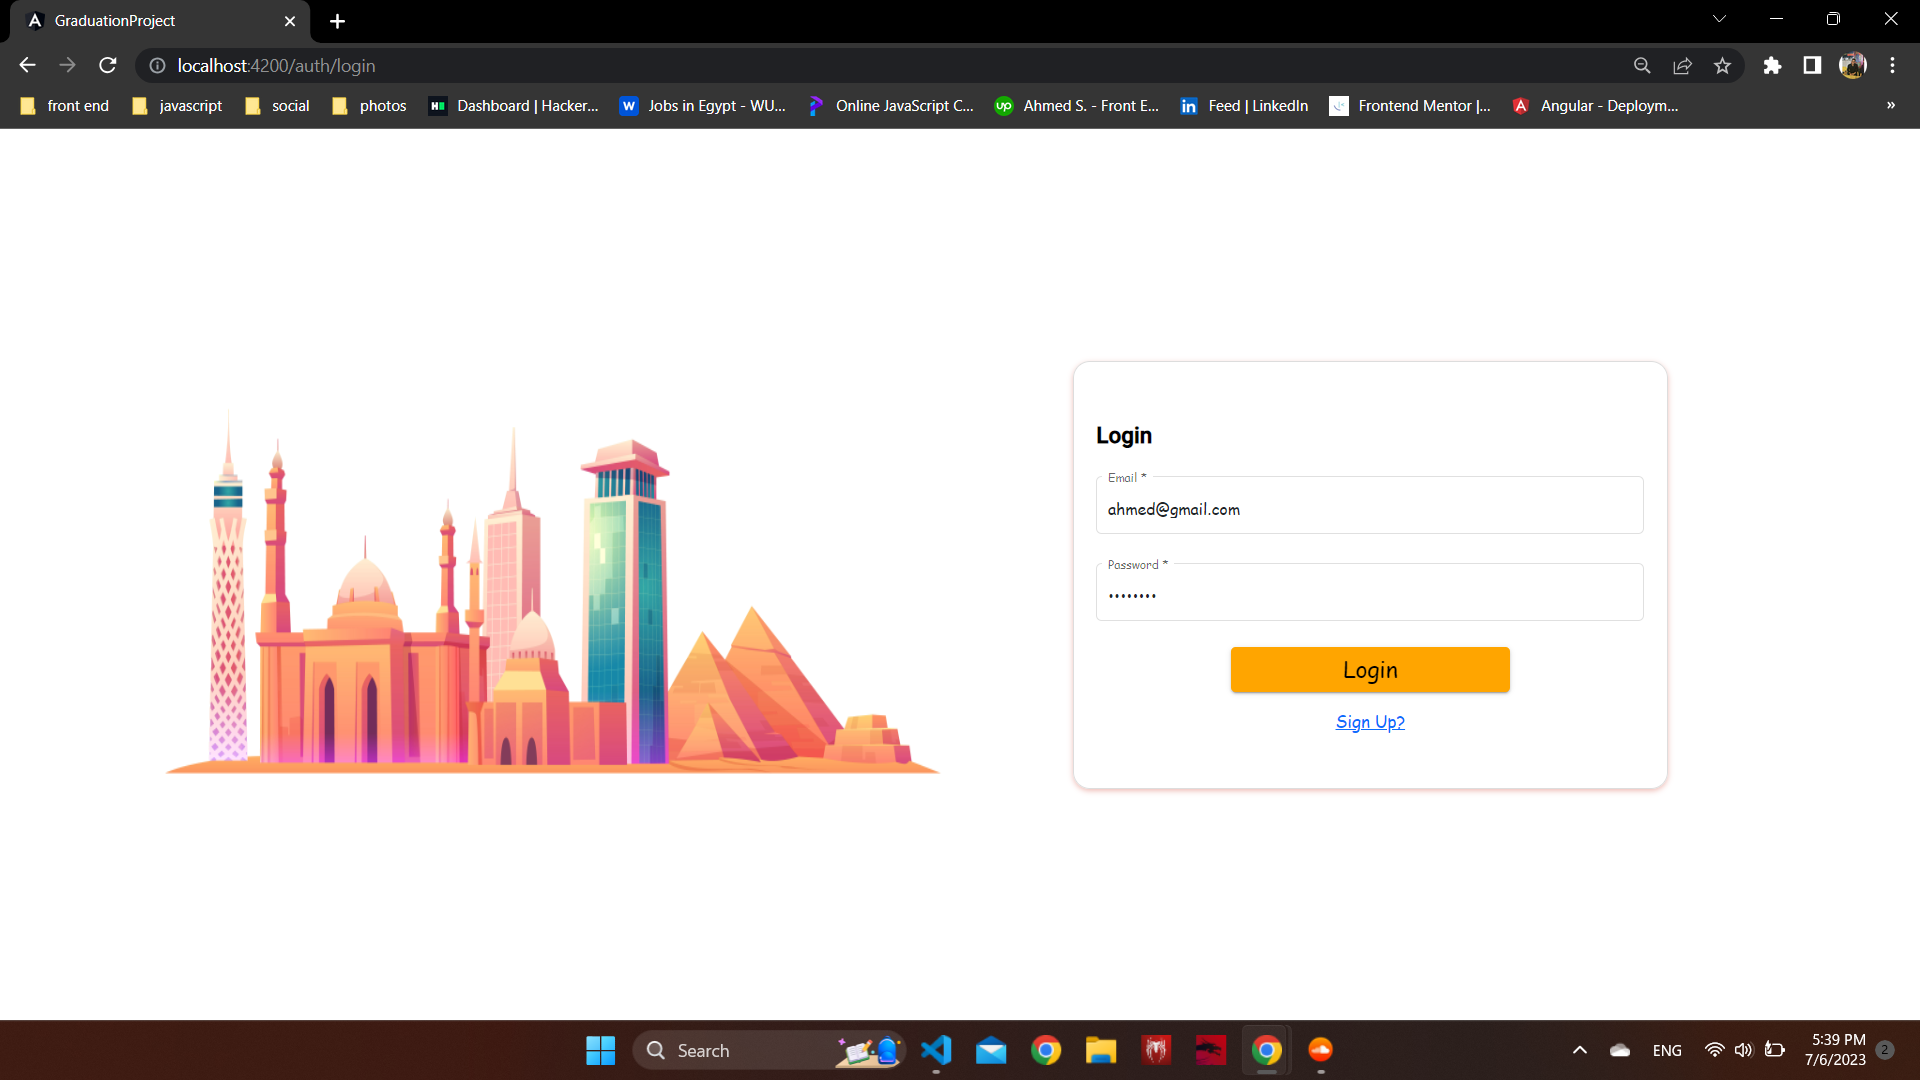 GraduationProject
localhost:4200/auth/login
front end
javascript
social
photos
Dashboard | Hacker...
Jobs in Egypt - WU...
Online JavaScript C...
Ahmed S. - Front E...
Feed | LinkedIn
Frontend Mentor |...
Angular - Deploym...
»
Login
Email *
ahmed@gmail.com
Password *
••••••••
Login
Sign Up?
Search
ENG
5:39 PM
7/6/2023
2